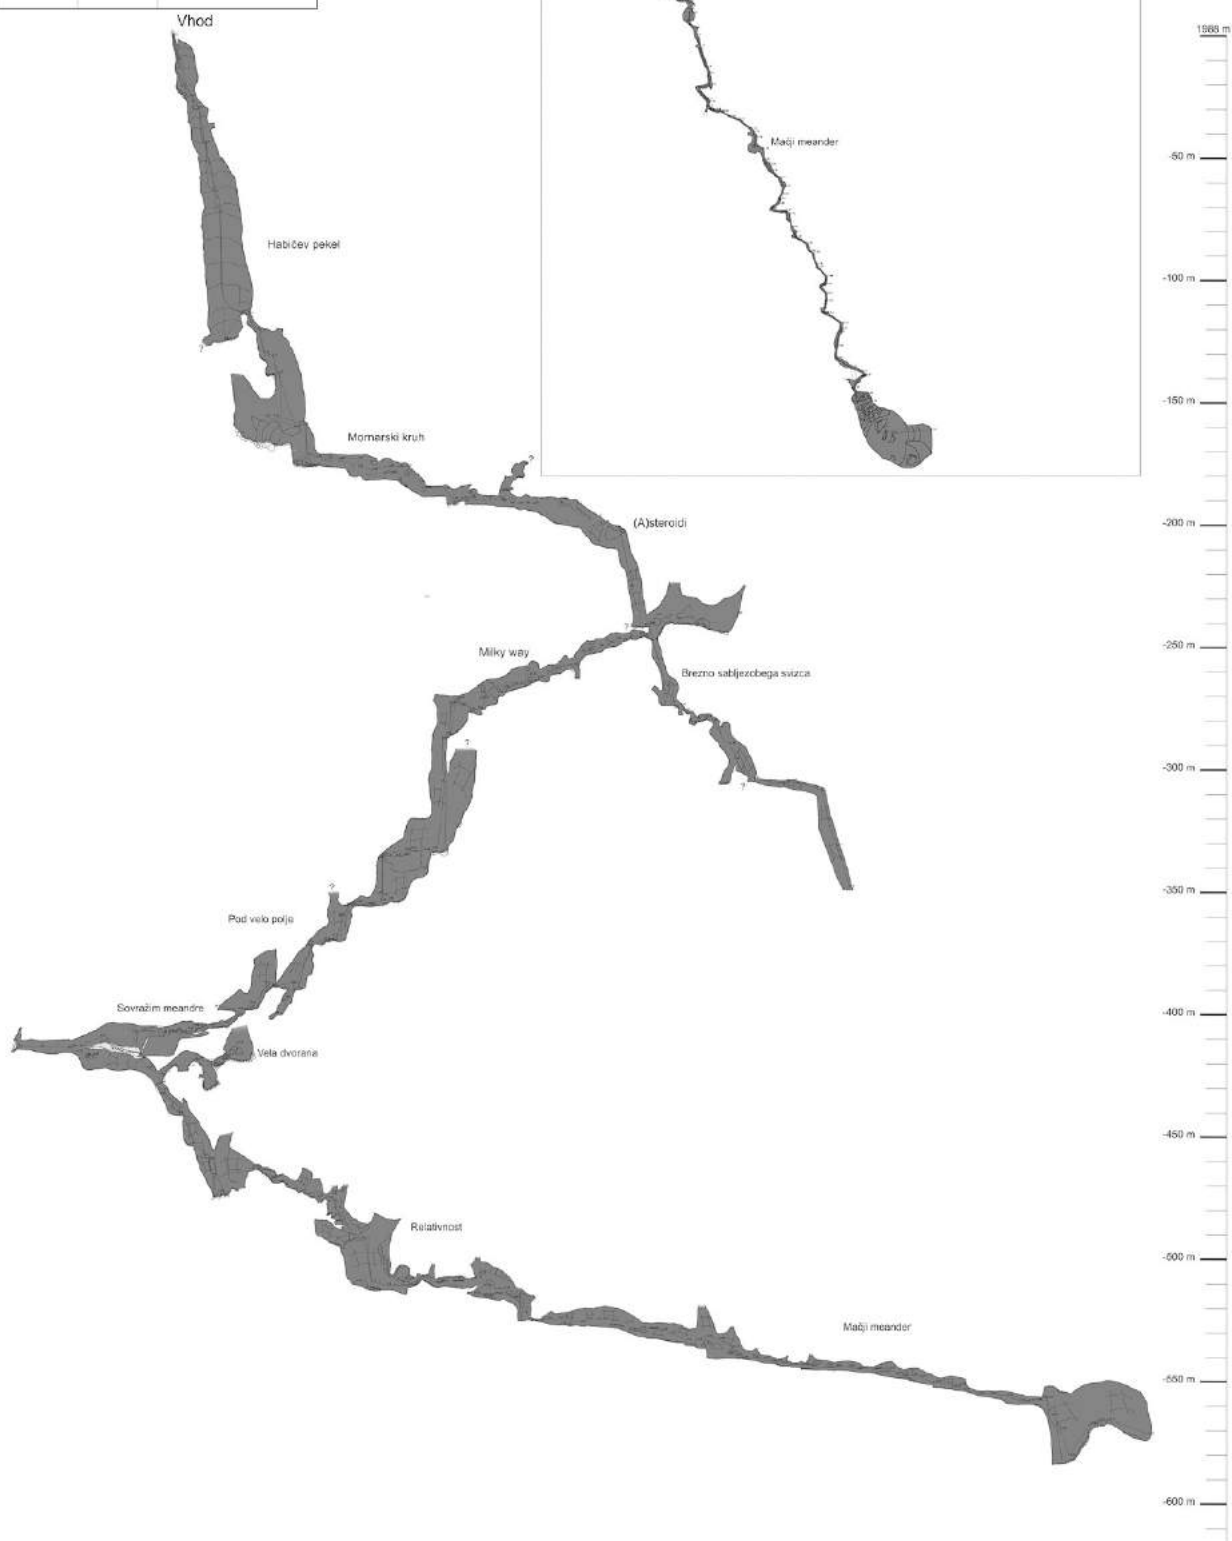 Vhod
1988 m
Mačji meander
-50 m
Habičev pekel
-100 m
?
-150 m
Mornarski kruh
?
(A)steroidi
-200 m
?
Milky way
-250 m
Brezno sabljezobega svizca
?
-300 m
?
?
-350 m
Pod velo polje
Sovražim meandre
-400 m
Vela dvorana
-450 m
Relativnost
-500 m
Mačji meander
-550 m
-600 m